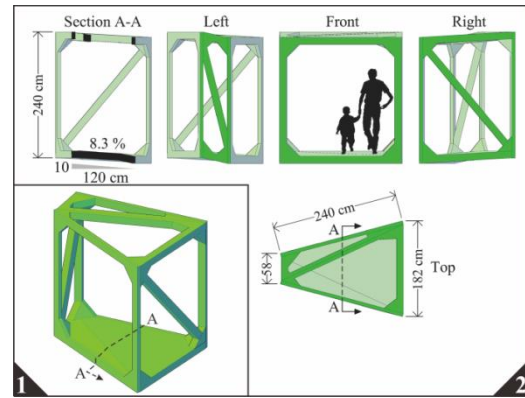 Section A-A Left Front Right
240 cm
8.3 %
10
120 cm
240 cm
A
58
182 cm
Top
A
A
A
1
2